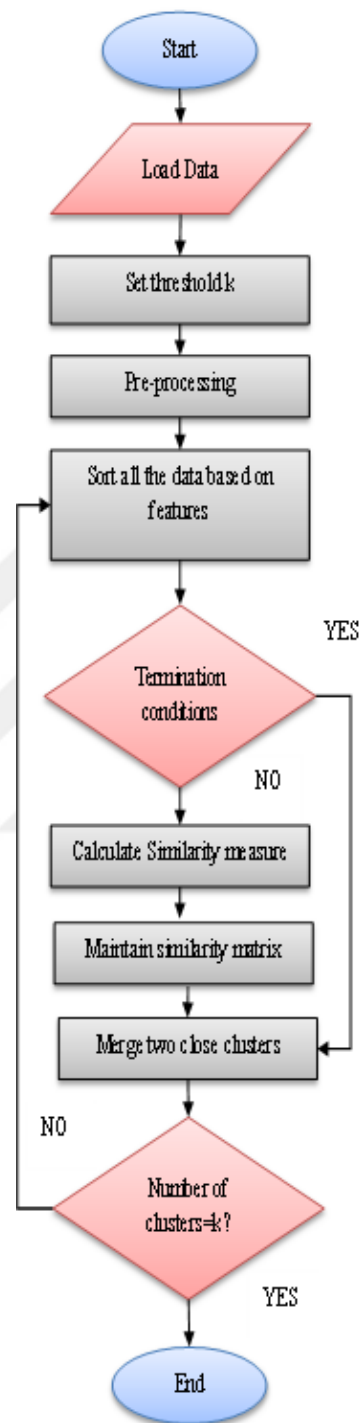 Start
Load Data
Set threshold k
Pre-processing
Sort all the data based on
features
YES
Termination
conditions
NO
Calculate Similarity measure
Maintain similarity matrix
Merge two close clusters
NO
Number of
clusters=k?
YES
End